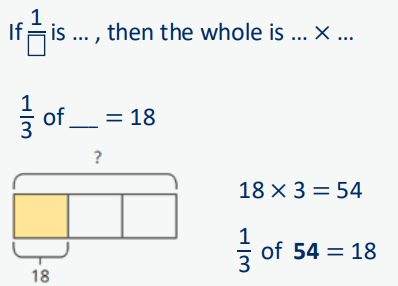 If 1/□ is ... , then the whole is ... × ...
1/3 of __ = 18
?
18
18 × 3 = 54
1/3 of 54 = 18